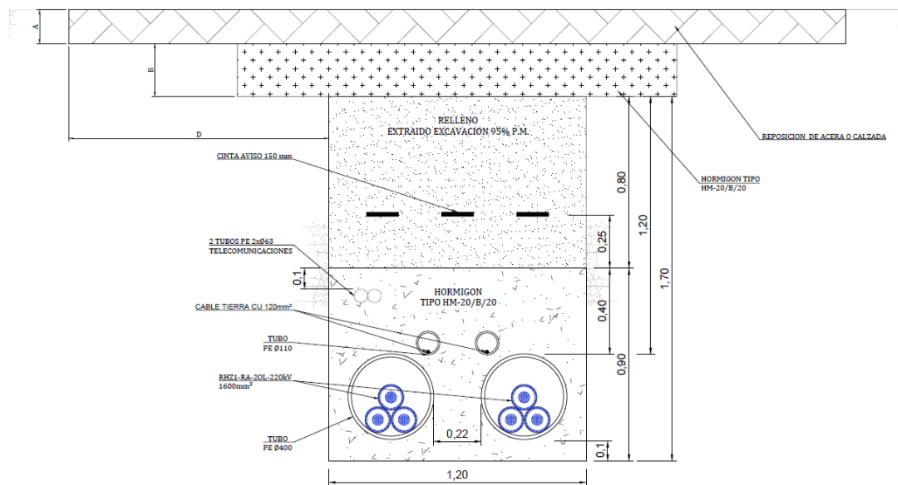 A
B
D
RELLENO
EXTRAIDO EXCAVACION 95% P.M.
REPOSICION DE ACERA O CALZADA
CINTA AVISO 150 mm
HORMIGON TIPO
HM-20/B/20
0,80
1,20
0,25
1,70
2 TUBOS PE 2xØ63
TELECOMUNICACIONES
0,1
HORMIGON
TIPO HM-20/B/20
CABLE TIERRA CU 120mm²
0,40
TUBO
PE Ø110
0,90
RHZ1-RA-2OL-220kV
1600mm²
TUBO
PE Ø400
0,22
0,1
1,20